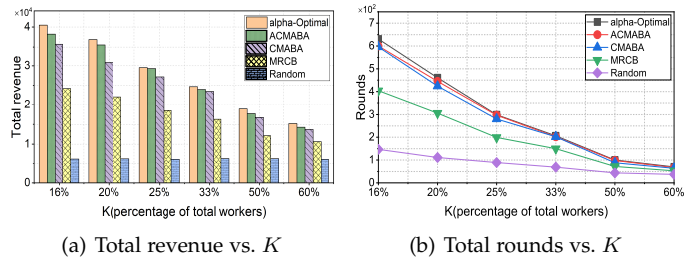 ×10⁴
4
3
2
1
0
Total revenue
alpha-Optimal
ACMABA
CMABA
MRCB
Random
16% 20% 25% 33% 50% 60%
K(percentage of total workers)
(a) Total revenue vs. K
×10²
7
6
5
4
3
2
1
0
Rounds
alpha-Optimal
ACMABA
CMABA
MRCB
Random
16% 20% 25% 33% 50% 60%
K(percentage of total workers)
(b) Total rounds vs. K